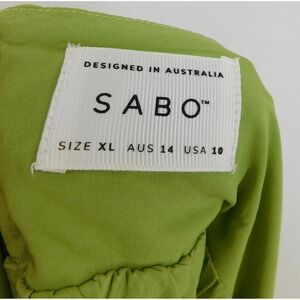 DESIGNED IN AUSTRALIA
SABO™
SIZE XL AUS 14 USA 10